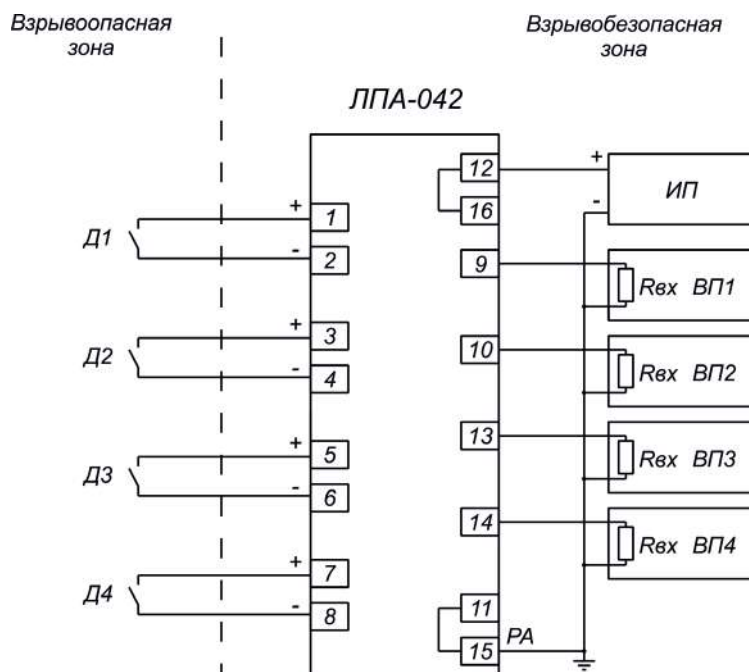 Взрывоопасная
зона
Взрывобезопасная
зона
ЛПА-042
12
+
ИП
-
16
Д1
+
1
-
2
9
Rвх ВП1
Д2
+
3
-
4
10
Rвх ВП2
Д3
+
5
-
6
13
Rвх ВП3
14
Rвх ВП4
Д4
+
7
-
8
11
15
PA